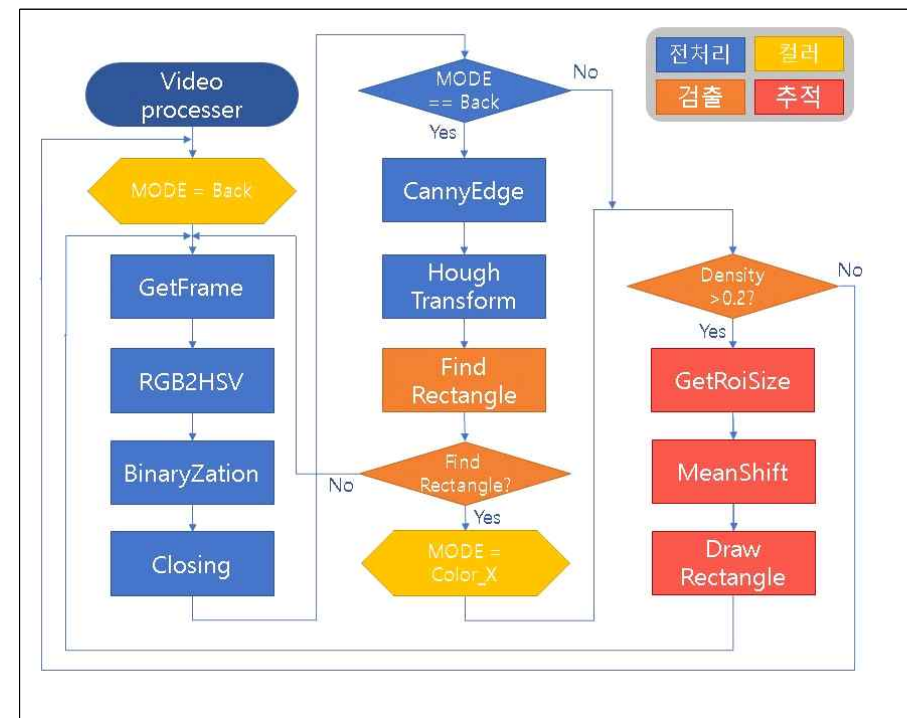 Video
processer
MODE = Back
GetFrame
RGB2HSV
BinaryZation
Closing
MODE
== Back
No
Yes
CannyEdge
Hough
Transform
Find
Rectangle
Find
Rectangle?
No
Yes
MODE =
Color_X
전처리
컬러
검출
추적
Density
>0.2?
No
Yes
GetRoiSize
MeanShift
Draw
Rectangle